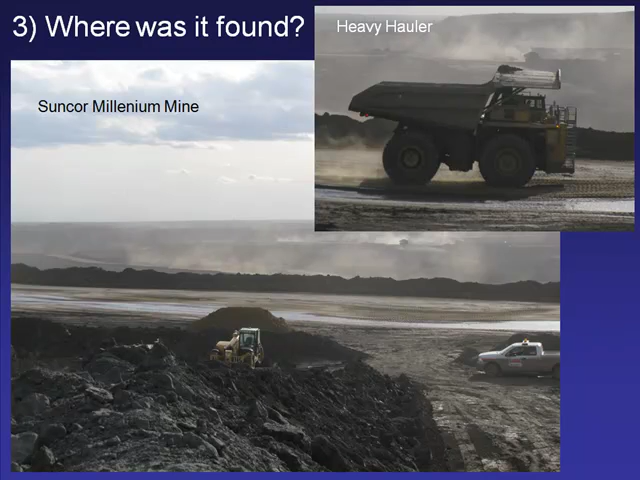 3) Where was it found?
Heavy Hauler
Suncor Millenium Mine